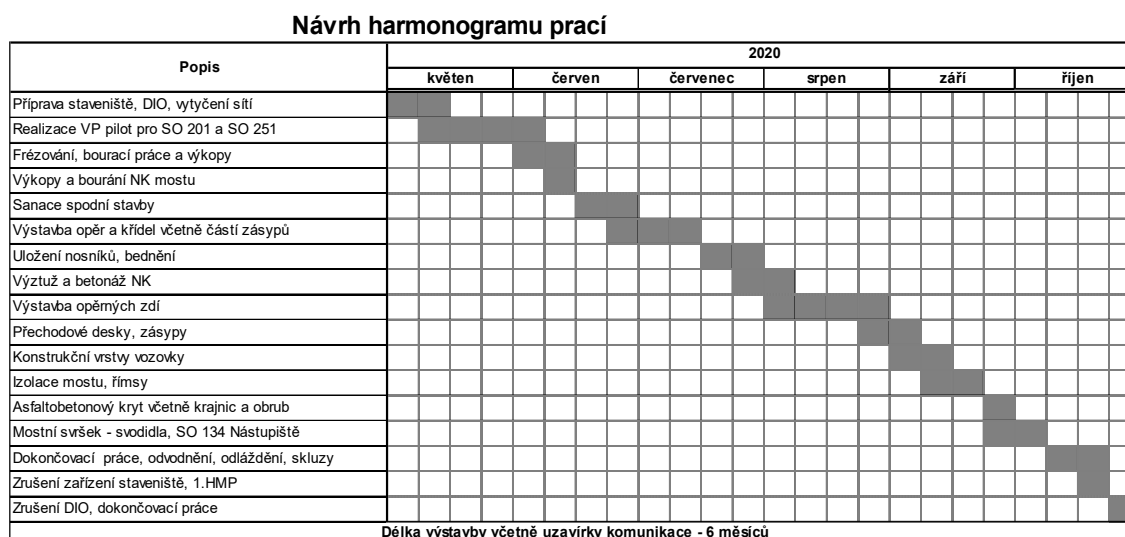 Návrh harmonogramu prací
Popis
2020
květen červen červenec srpen září říjen
Příprava staveniště, DIO, vytyčení sítí
Realizace VP pilot pro SO 201 a SO 251
Frézování, bourací práce a výkopy
Výkopy a bourání NK mostu
Sanace spodní stavby
Výstavba opěr a křídel včetně částí zásypů
Uložení nosníků, bednění
Výztuž a betonáž NK
Výstavba opěrných zdí
Přechodové desky, zásypy
Konstrukční vrstvy vozovky
Izolace mostu, římsy
Asfaltobetonový kryt včetně krajnic a obrub
Mostní svršek - svodidla, SO 134 Nástupiště
Dokončovací práce, odvodnění, odláždění, skluzy
Zrušení zařízení staveniště, 1.HMP
Zrušení DIO, dokončovací práce
Délka výstavby včetně uzavírky komunikace - 6 měsíců